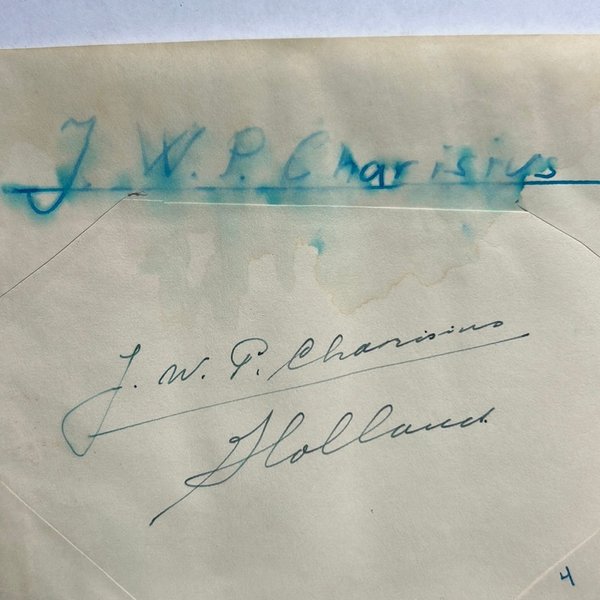 J. W. P. Charisius
J. W. P. Charisius
Holland.
4